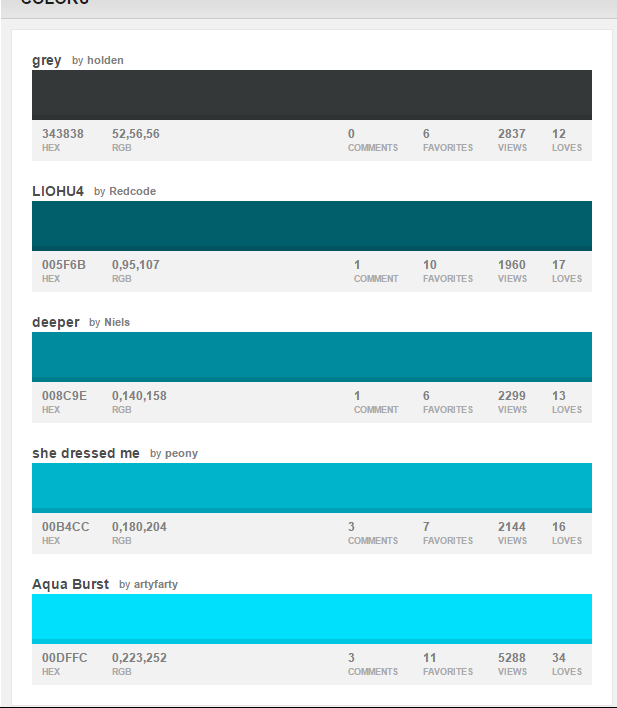 COLORS
grey by holden
343838 52,56,56 0 6 2837 12
HEX RGB COMMENTS FAVORITES VIEWS LOVES
LIOHU4 by Redcode
005F6B 0,95,107 1 10 1960 17
HEX RGB COMMENT FAVORITES VIEWS LOVES
deeper by Niels
008C9E 0,140,158 1 6 2299 13
HEX RGB COMMENT FAVORITES VIEWS LOVES
she dressed me by peony
00B4CC 0,180,204 3 7 2144 16
HEX RGB COMMENTS FAVORITES VIEWS LOVES
Aqua Burst by artyfarty
00DFFC 0,223,252 3 11 5288 34
HEX RGB COMMENTS FAVORITES VIEWS LOVES